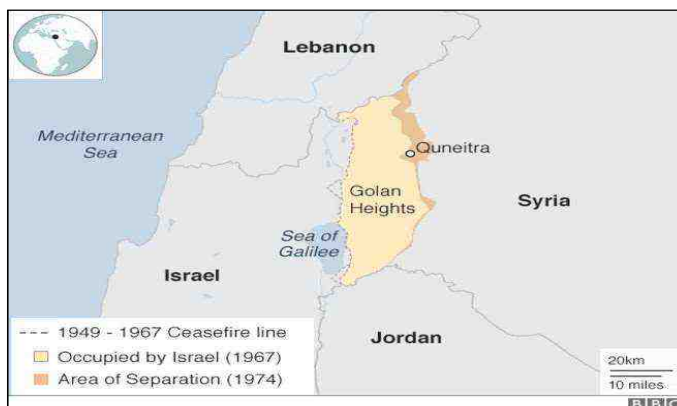 Lebanon
Mediterranean
Sea
Quneitra
Golan
Heights
Syria
Sea of
Galilee
Israel
Jordan
1949 - 1967 Ceasefire line
Occupied by Israel (1967)
Area of Separation (1974)
20km
10 miles
BBC